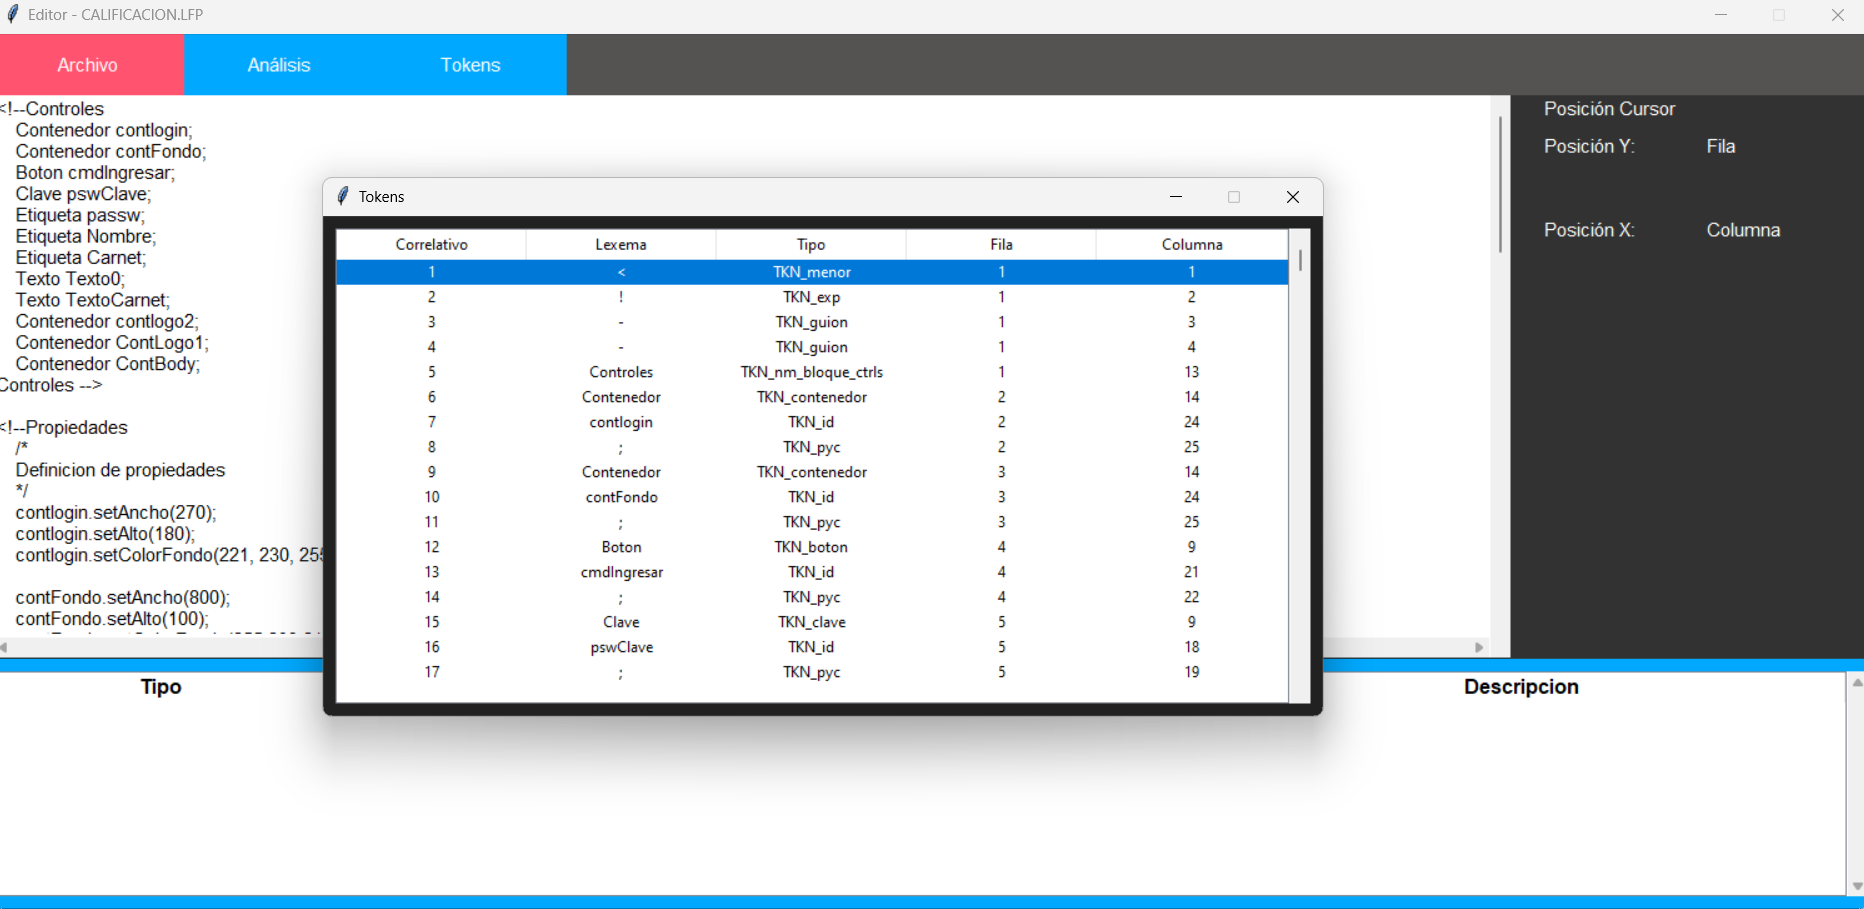 Editor - CALIFICACION.LFP
Archivo Análisis Tokens
<!--Controles
Contenedor contlogin;
Contenedor contFondo;
Boton cmdIngresar;
Clave pswClave;
Etiqueta passw;
Etiqueta Nombre;
Etiqueta Carnet;
Texto Texto0;
Texto TextoCarnet;
Contenedor contlogo2;
Contenedor ContLogo1;
Contenedor ContBody;
Controles -->
<!--Propiedades
/*
Definicion de propiedades
*/
contlogin.setAncho(270);
contlogin.setAlto(180);
contlogin.setColorFondo(221, 230, 255
contFondo.setAncho(800);
contFondo.setAlto(100);
Posición Cursor
Posición Y: Fila
Posición X: Columna
Tokens
Correlativo Lexema Tipo Fila Columna
1 < TKN_menor 1 1
2 ! TKN_exp 1 2
3 - TKN_guion 1 3
4 - TKN_guion 1 4
5 Controles TKN_nm_bloque_ctrls 1 13
6 Contenedor TKN_contenedor 2 14
7 contlogin TKN_id 2 24
8 ; TKN_pyc 2 25
9 Contenedor TKN_contenedor 3 14
10 contFondo TKN_id 3 24
11 ; TKN_pyc 3 25
12 Boton TKN_boton 4 9
13 cmdIngresar TKN_id 4 21
14 ; TKN_pyc 4 22
15 Clave TKN_clave 5 9
16 pswClave TKN_id 5 18
17 ; TKN_pyc 5 19
Tipo Descripcion